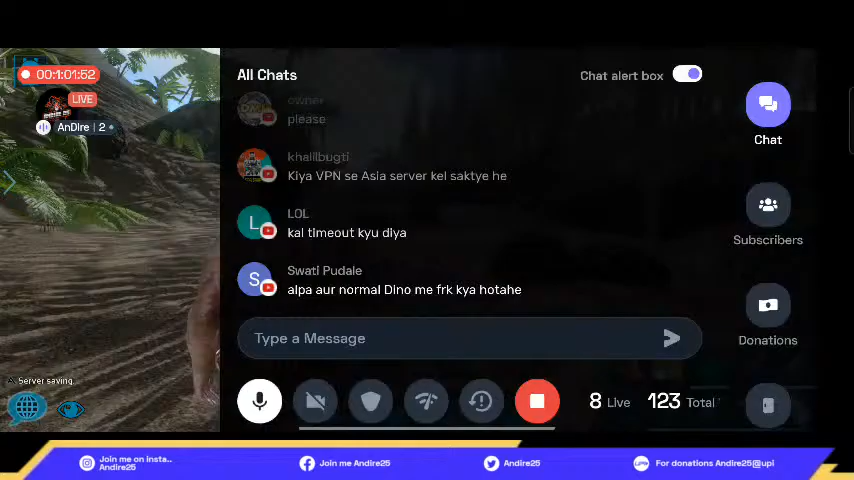 00:1:01:52
LIVE
AnDIre | 2
Server saving.
All Chats
Chat alert box
owner
please
khalilbugti
Kiya VPN se Asia server kel saktye he
LOL
kal timeout kyu diya
Swati Pudale
alpa aur normal Dino me frk kya hotahe
Type a Message
8 Live 123 Total
Chat
Subscribers
Donations
Join me on insta..
Andire25
Join me Andire25
Andire25
For donations Andire25@upi